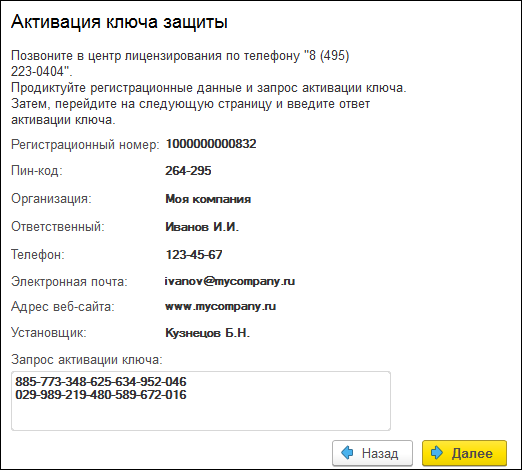 Активация ключа защиты
Позвоните в центр лицензирования по телефону "8 (495)
223-0404".
Продиктуйте регистрационные данные и запрос активации ключа.
Затем, перейдите на следующую страницу и введите ответ
активации ключа.
Регистрационный номер: 1000000000832
Пин-код: 264-295
Организация: Моя компания
Ответственный: Иванов И.И.
Телефон: 123-45-67
Электронная почта: ivanov@mycompany.ru
Адрес веб-сайта: www.mycompany.ru
Установщик: Кузнецов Б.Н.
Запрос активации ключа:
885-773-348-625-634-952-046
029-989-219-480-589-672-016
Назад Далее